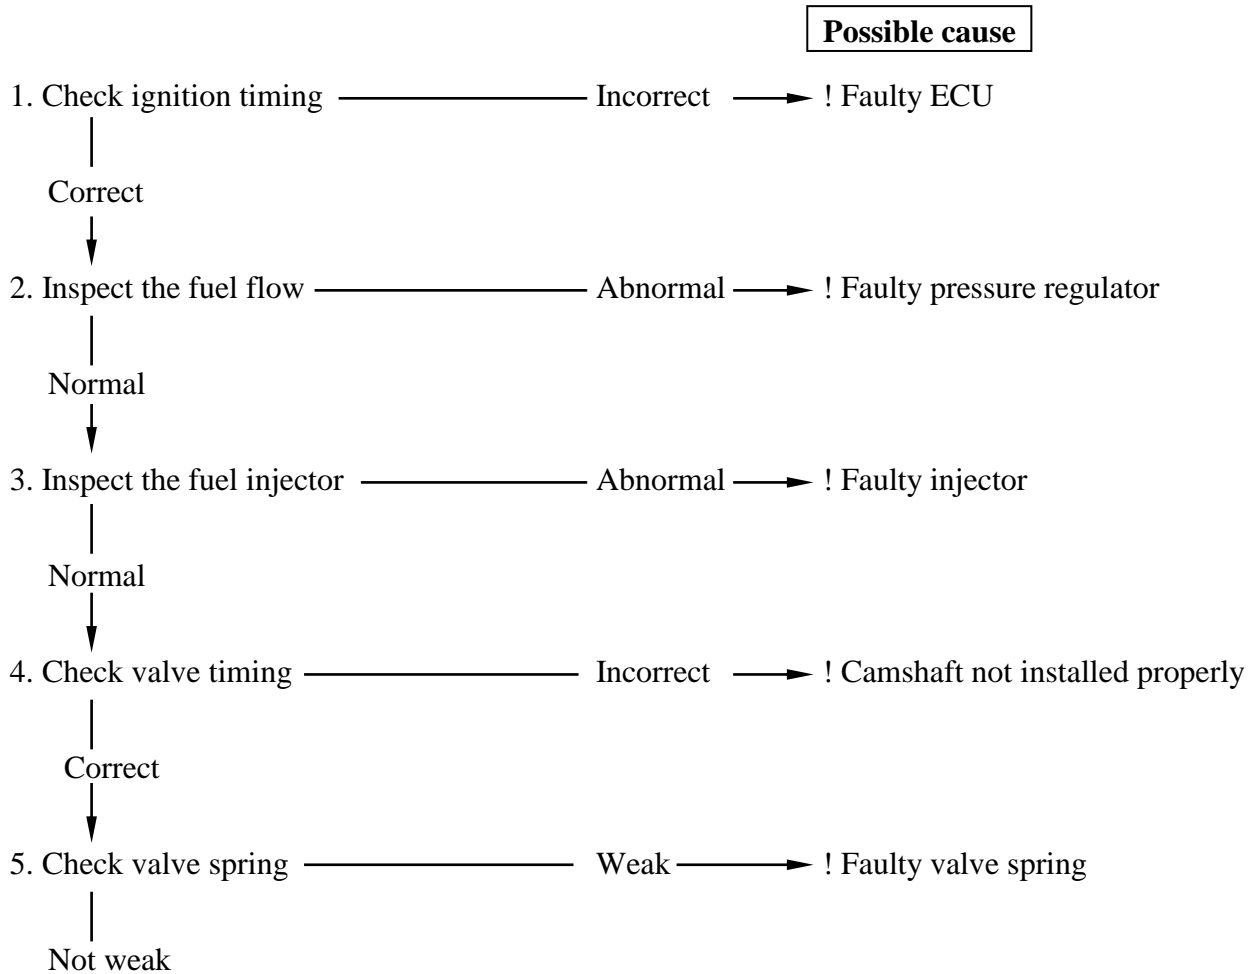 Possible cause
1. Check ignition timing Incorrect ! Faulty ECU
Correct
2. Inspect the fuel flow Abnormal ! Faulty pressure regulator
Normal
3. Inspect the fuel injector Abnormal ! Faulty injector
Normal
4. Check valve timing Incorrect ! Camshaft not installed properly
Correct
5. Check valve spring Weak ! Faulty valve spring
Not weak